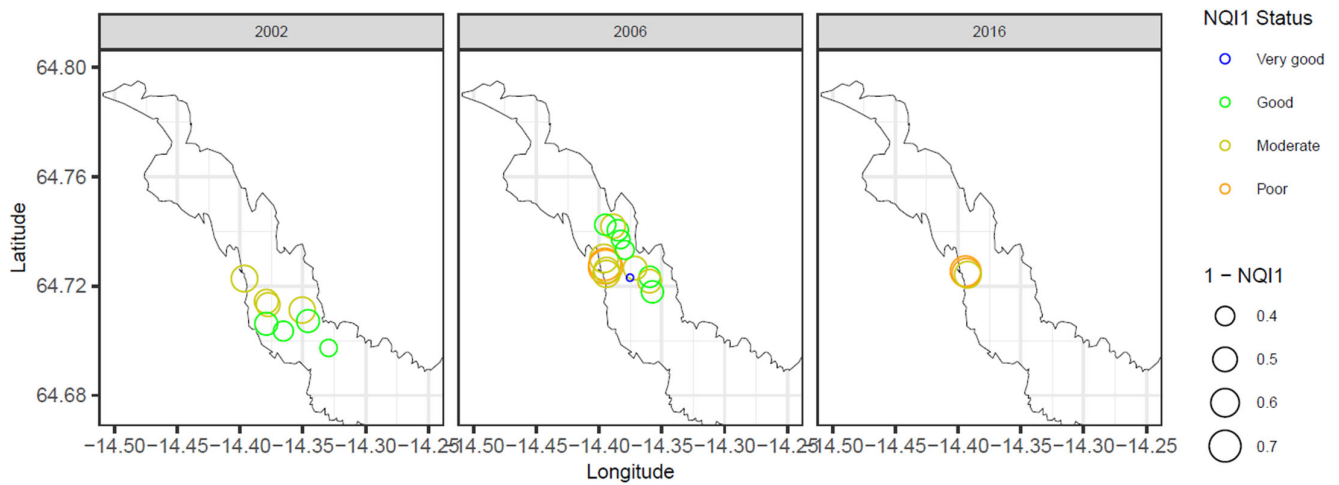 2002 2006 2016
NQI1 Status
Very good
Good
Moderate
Poor
1 − NQI1
0.4
0.5
0.6
0.7
Latitude
64.80
64.76
64.72
64.68
−14.50 −14.45 −14.40 −14.35 −14.30 −14.25 −14.50 −14.45 −14.40 −14.35 −14.30 −14.25 −14.50 −14.45 −14.40 −14.35 −14.30 −14.25
Longitude